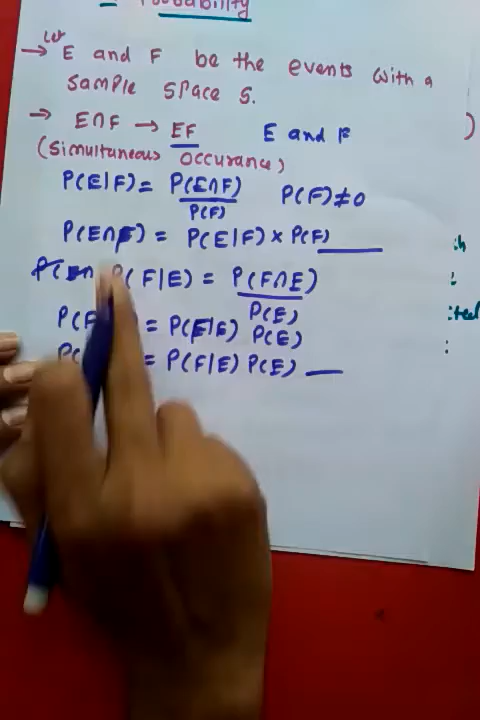 Probability
let
→ E and F be the events with a
sample space S.
→ E∩F → EF E and F )
(simultaneous occurance)
P(E|F) = P(E∩F)/P(F) P(F)≠0
P(E∩F) = P(E|F) × P(F)
P(F|E) = P(F∩E)/P(E)
= P(F|E) P(E)
= P(F|E) P(E)